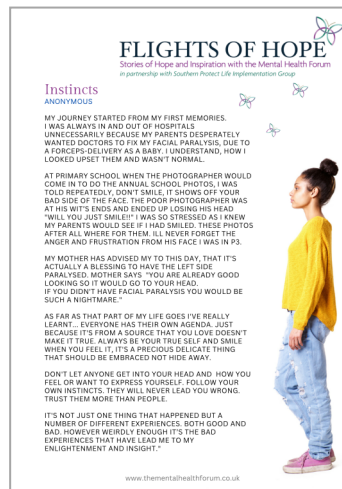 FLIGHTS OF HOPE
Stories of Hope and Inspiration with the Mental Health Forum
in partnership with Southern Protect Life Implementation Group
Instincts
ANONYMOUS
MY JOURNEY STARTED FROM MY FIRST MEMORIES.
I WAS ALWAYS IN AND OUT OF HOSPITALS
UNNECESSARILY BECAUSE MY PARENTS DESPERATELY
WANTED DOCTORS TO FIX MY FACIAL PARALYSIS, DUE TO
A FORCEPS-DELIVERY AS A BABY. I UNDERSTAND, HOW I
LOOKED UPSET THEM AND WASN'T NORMAL.
AT PRIMARY SCHOOL WHEN THE PHOTOGRAPHER WOULD
COME IN TO DO THE ANNUAL SCHOOL PHOTOS, I WAS
TOLD REPEATEDLY, DON'T SMILE, IT SHOWS OFF YOUR
BAD SIDE OF THE FACE. THE POOR PHOTOGRAPHER WAS
AT HIS WIT'S ENDS AND ENDED UP LOSING HIS HEAD
"WILL YOU JUST SMILE!!" I WAS SO STRESSED AS I KNEW
MY PARENTS WOULD SEE IF I HAD SMILED. THESE PHOTOS
AFTER ALL WHERE FOR THEM. ILL NEVER FORGET THE
ANGER AND FRUSTRATION FROM HIS FACE I WAS IN P3.
MY MOTHER HAS ADVISED MY TO THIS DAY, THAT IT'S
ACTUALLY A BLESSING TO HAVE THE LEFT SIDE
PARALYSED. MOTHER SAYS "YOU ARE ALREADY GOOD
LOOKING SO IT WOULD GO TO YOUR HEAD.
IF YOU DIDN'T HAVE FACIAL PARALYSIS YOU WOULD BE
SUCH A NIGHTMARE."
AS FAR AS THAT PART OF MY LIFE GOES I'VE REALLY
LEARNT... EVERYONE HAS THEIR OWN AGENDA. JUST
BECAUSE IT'S FROM A SOURCE THAT YOU LOVE DOESN'T
MAKE IT TRUE. ALWAYS BE YOUR TRUE SELF AND SMILE
WHEN YOU FEEL IT, IT'S A PRECIOUS DELICATE THING
THAT SHOULD BE EMBRACED NOT HIDE AWAY.
DON'T LET ANYONE GET INTO YOUR HEAD AND HOW YOU
FEEL OR WANT TO EXPRESS YOURSELF. FOLLOW YOUR
OWN INSTINCTS. THEY WILL NEVER LEAD YOU WRONG.
TRUST THEM MORE THAN PEOPLE.
IT'S NOT JUST ONE THING THAT HAPPENED BUT A
NUMBER OF DIFFERENT EXPERIENCES. BOTH GOOD AND
BAD. HOWEVER WEIRDLY ENOUGH IT'S THE BAD
EXPERIENCES THAT HAVE LEAD ME TO MY
ENLIGHTENMENT AND INSIGHT."
www.thementalhealthforum.co.uk